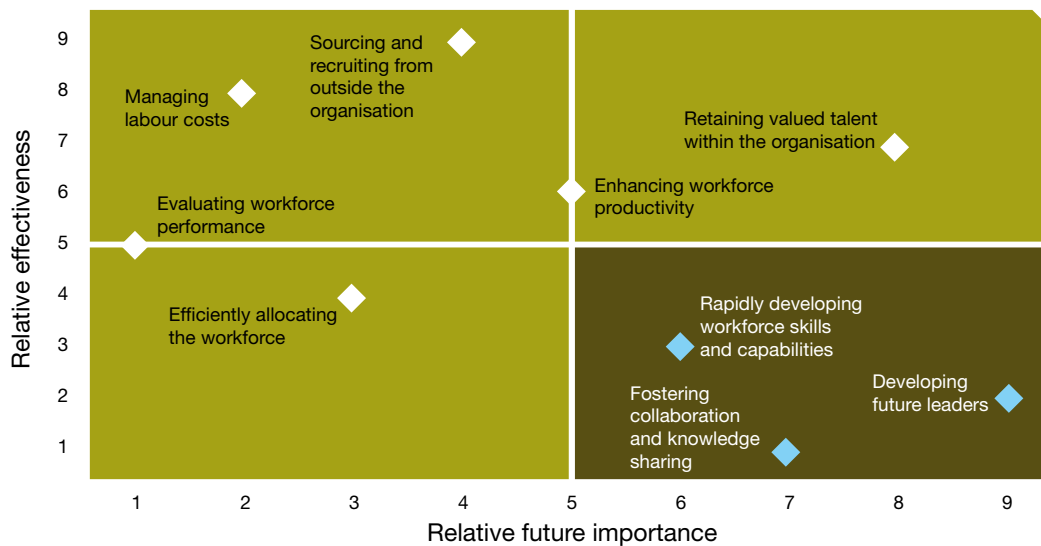 Relative effectiveness
9
8
7
6
5
4
3
2
1
Managing
labour costs
Sourcing and
recruiting from
outside the
organisation
Retaining valued talent
within the organisation
Evaluating workforce
performance
Enhancing workforce
productivity
Efficiently allocating
the workforce
Rapidly developing
workforce skills
and capabilities
Fostering
collaboration
and knowledge
sharing
Developing
future leaders
1 2 3 4 5 6 7 8 9
Relative future importance